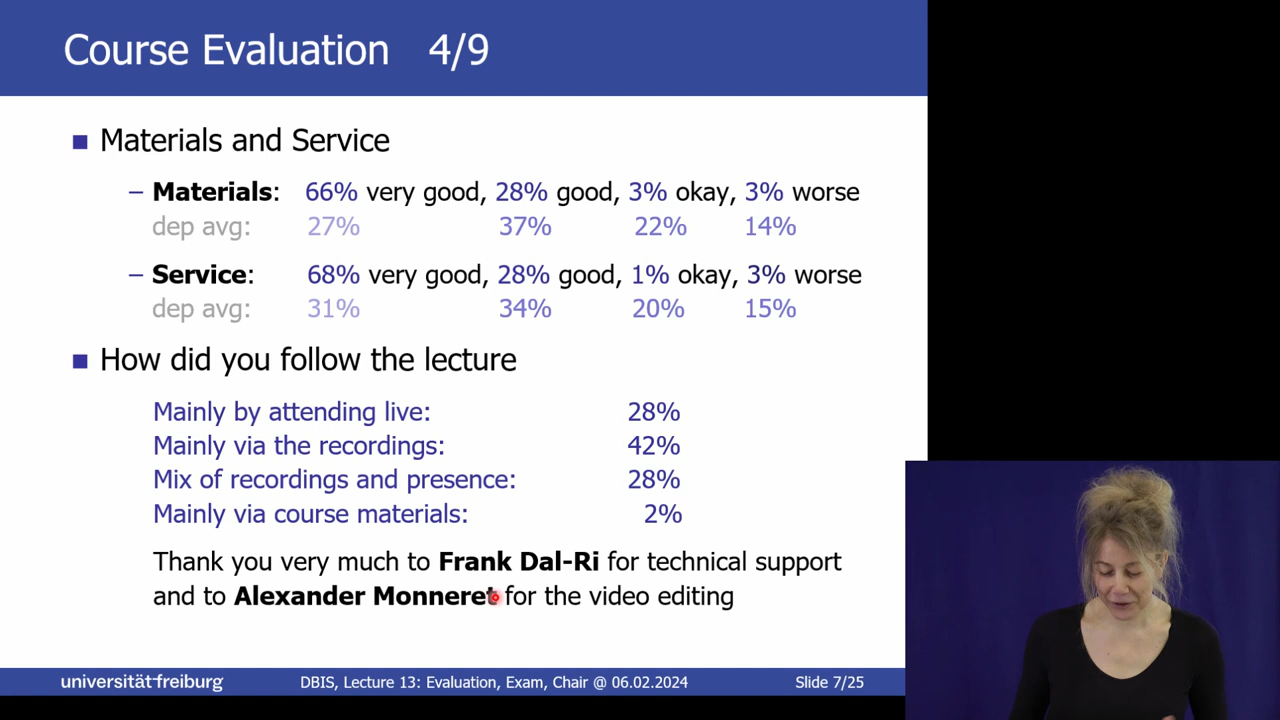 Course Evaluation 4/9
Materials and Service
– Materials: 66% very good, 28% good, 3% okay, 3% worse
dep avg: 27% 37% 22% 14%
– Service: 68% very good, 28% good, 1% okay, 3% worse
dep avg: 31% 34% 20% 15%
How did you follow the lecture
Mainly by attending live: 28%
Mainly via the recordings: 42%
Mix of recordings and presence: 28%
Mainly via course materials: 2%
Thank you very much to Frank Dal-Ri for technical support
and to Alexander Monneret for the video editing
universität freiburg DBIS, Lecture 13: Evaluation, Exam, Chair @ 06.02.2024 Slide 7/25